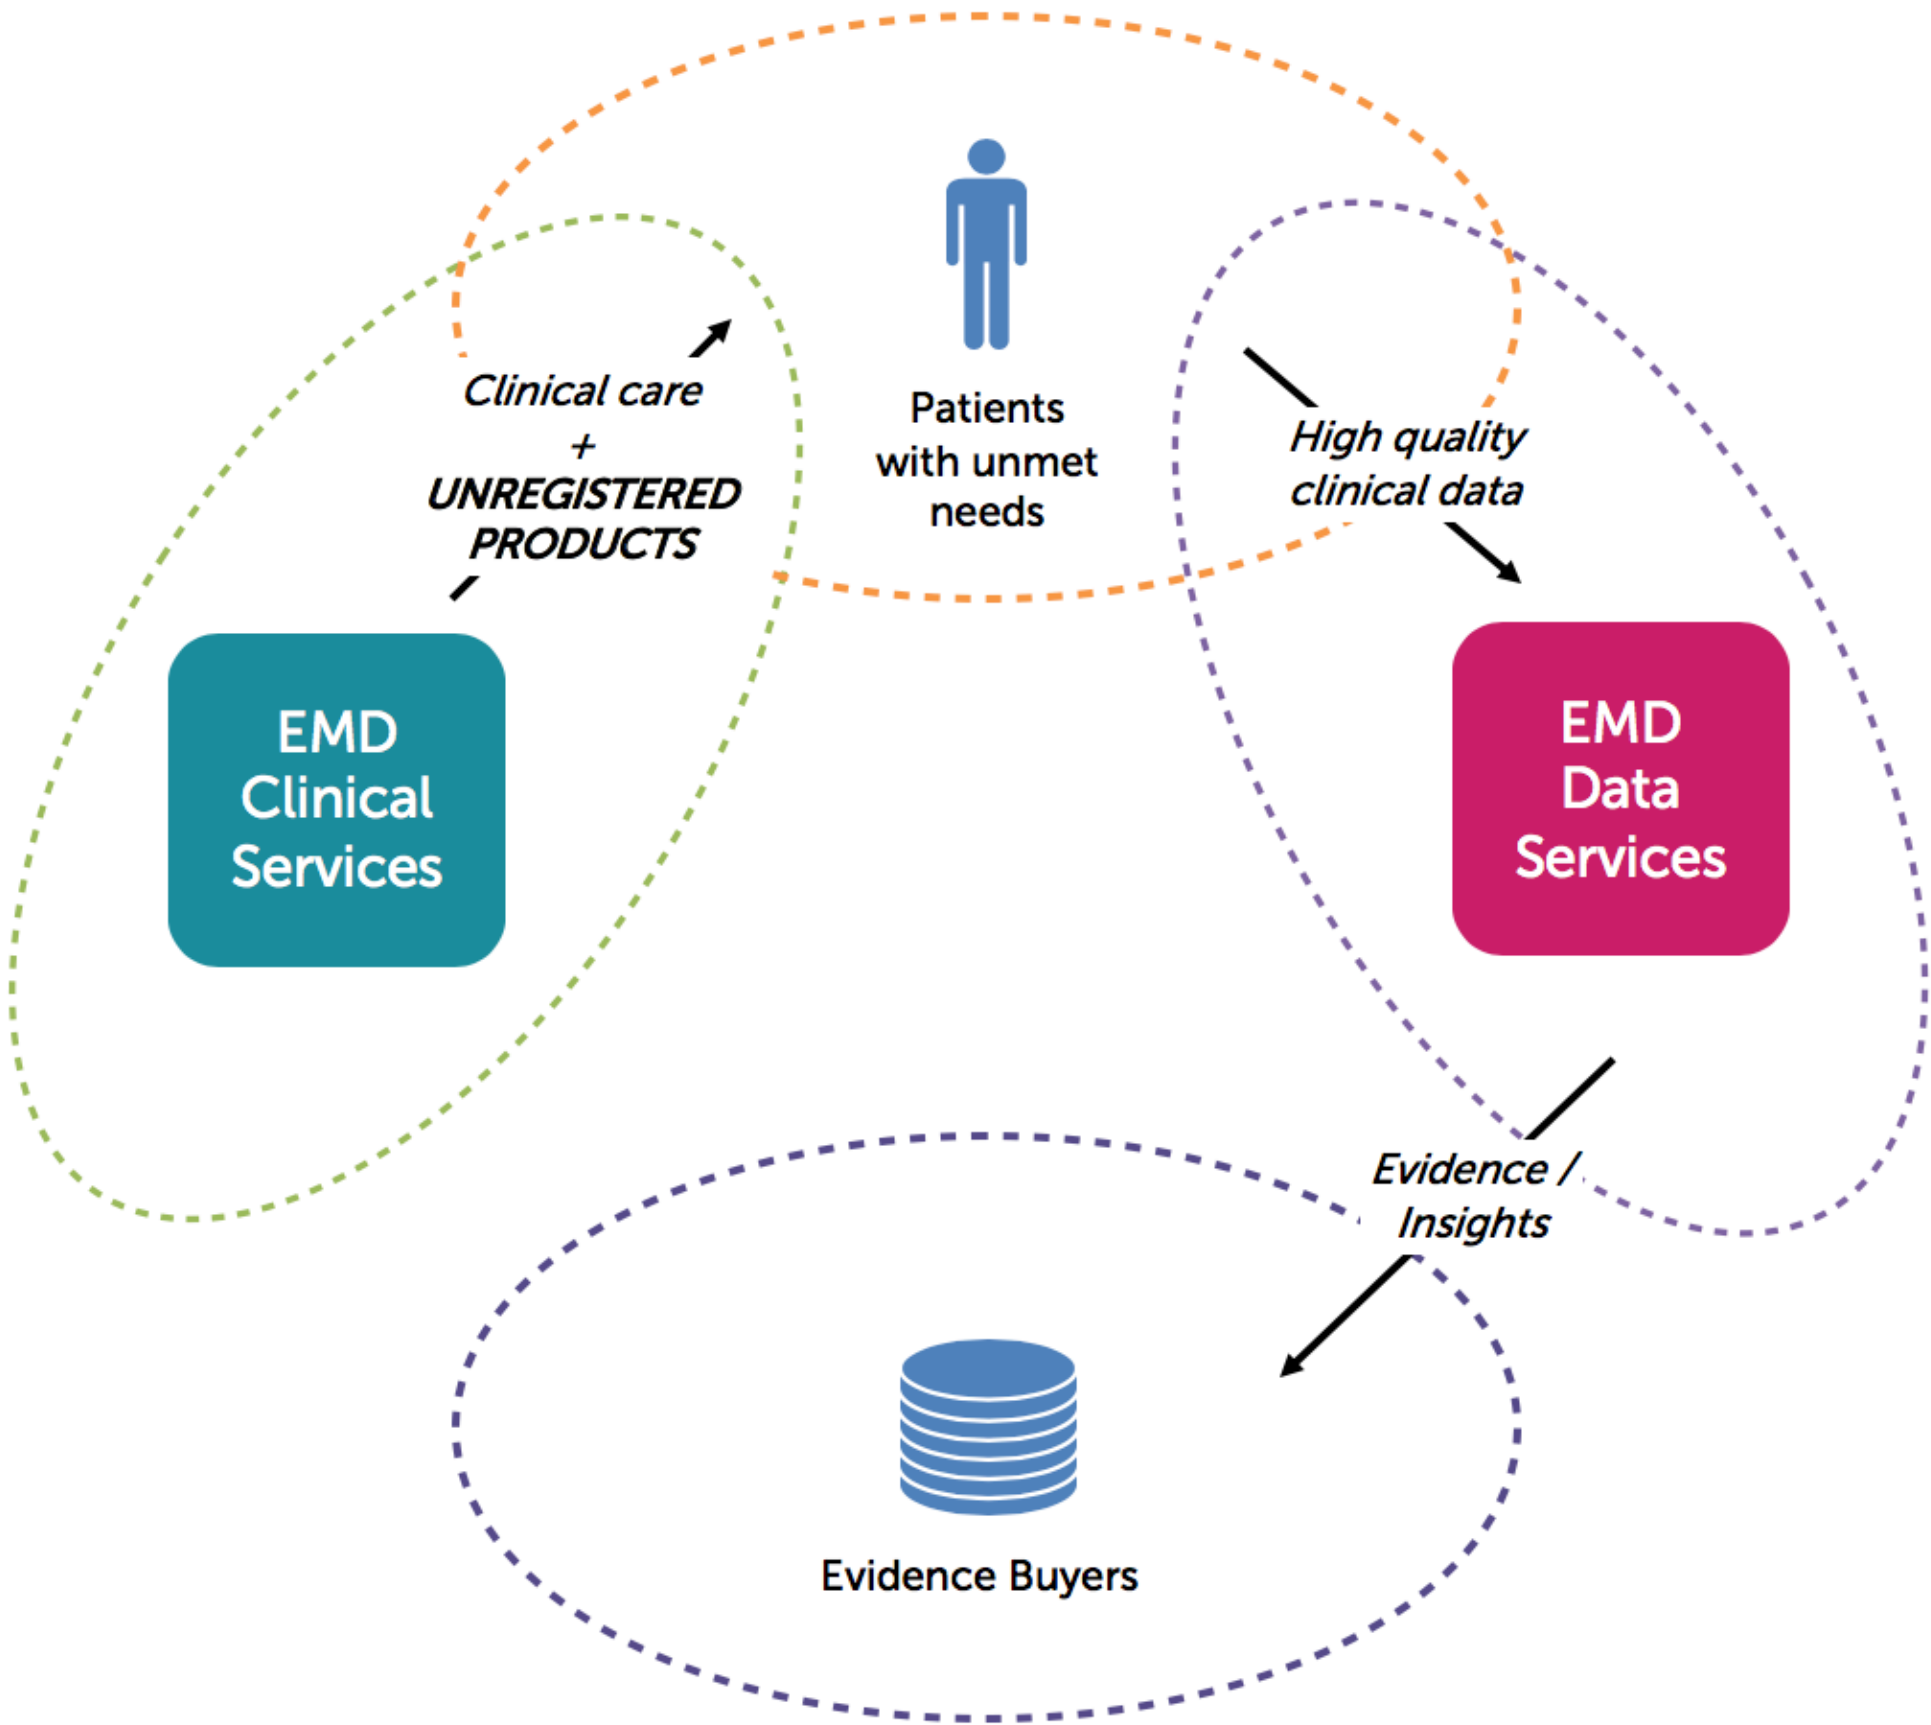 Clinical care
+
UNREGISTERED
PRODUCTS
Patients
with unmet
needs
High quality
clinical data
EMD
Clinical
Services
EMD
Data
Services
Evidence /
Insights
Evidence Buyers